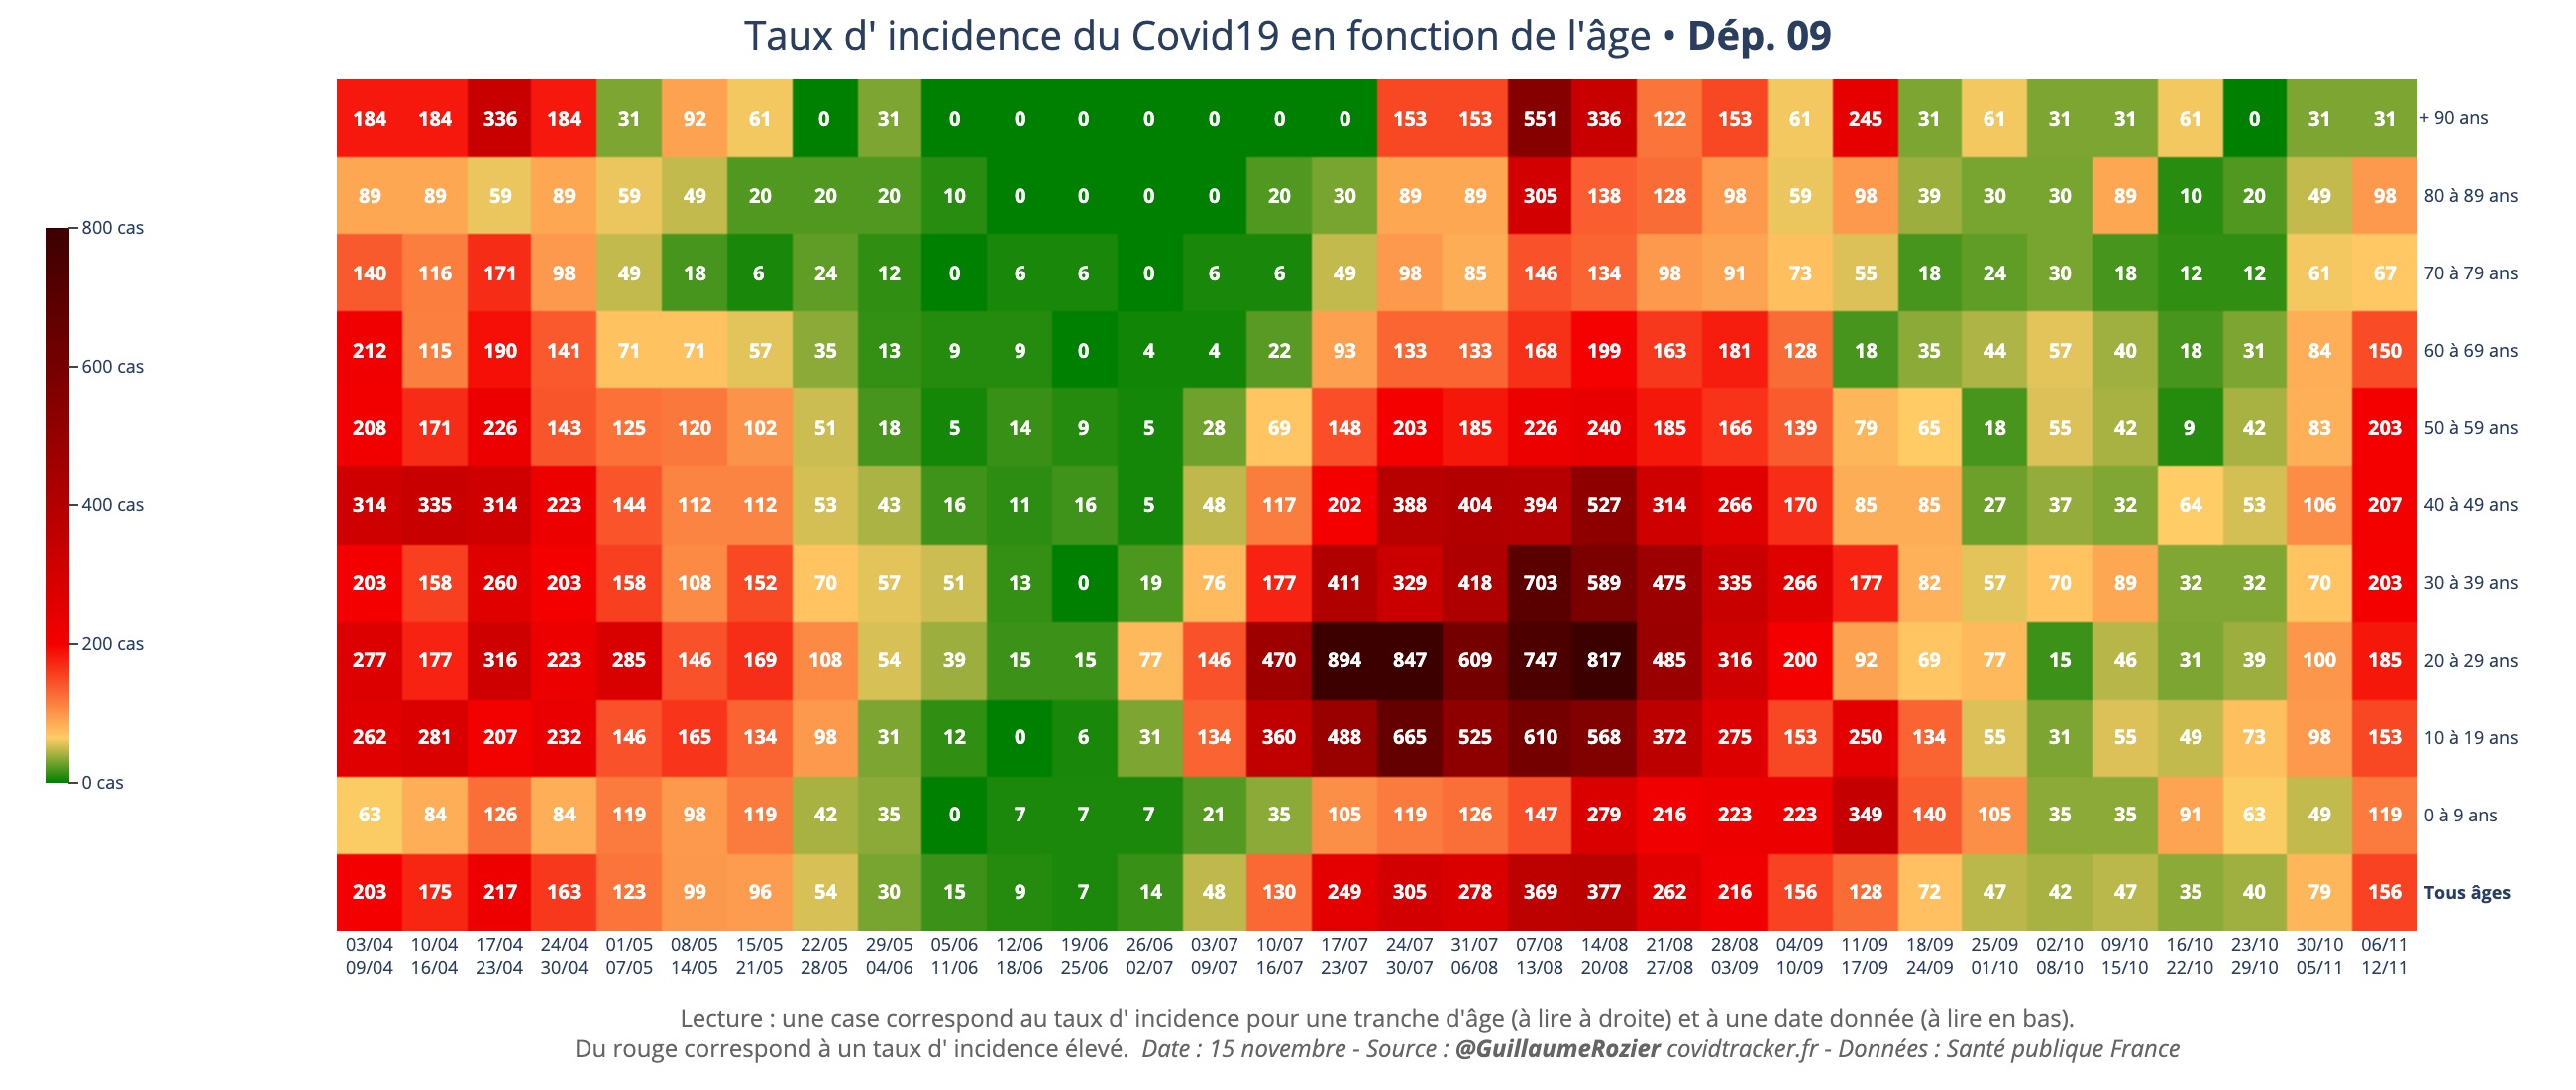 Taux d' incidence du Covid19 en fonction de l'âge • Dép. 09
800 cas
600 cas
400 cas
200 cas
0 cas
184 184 336 184 31 92 61 0 31 0 0 0 0 0 0 0 153 153 551 336 122 153 61 245 31 61 31 31 61 0 31 31 + 90 ans
89 89 59 89 59 49 20 20 20 10 0 0 0 0 20 30 89 89 305 138 128 98 59 98 39 30 30 89 10 20 49 98 80 à 89 ans
140 116 171 98 49 18 6 24 12 0 6 6 0 6 6 49 98 85 146 134 98 91 73 55 18 24 30 18 12 12 61 67 70 à 79 ans
212 115 190 141 71 71 57 35 13 9 9 0 4 4 22 93 133 133 168 199 163 181 128 18 35 44 57 40 18 31 84 150 60 à 69 ans
208 171 226 143 125 120 102 51 18 5 14 9 5 28 69 148 203 185 226 240 185 166 139 79 65 18 55 42 9 42 83 203 50 à 59 ans
314 335 314 223 144 112 112 53 43 16 11 16 5 48 117 202 388 404 394 527 314 266 170 85 85 27 37 32 64 53 106 207 40 à 49 ans
203 158 260 203 158 108 152 70 57 51 13 0 19 76 177 411 329 418 703 589 475 335 266 177 82 57 70 89 32 32 70 203 30 à 39 ans
277 177 316 223 285 146 169 108 54 39 15 15 77 146 470 894 847 609 747 817 485 316 200 92 69 77 15 46 31 39 100 185 20 à 29 ans
262 281 207 232 146 165 134 98 31 12 0 6 31 134 360 488 665 525 610 568 372 275 153 250 134 55 31 55 49 73 98 153 10 à 19 ans
63 84 126 84 119 98 119 42 35 0 7 7 7 21 35 105 119 126 147 279 216 223 223 349 140 105 35 35 91 63 49 119 0 à 9 ans
203 175 217 163 123 99 96 54 30 15 9 7 14 48 130 249 305 278 369 377 262 216 156 128 72 47 42 47 35 40 79 156 Tous âges
03/04 10/04 17/04 24/04 01/05 08/05 15/05 22/05 29/05 05/06 12/06 19/06 26/06 03/07 10/07 17/07 24/07 31/07 07/08 14/08 21/08 28/08 04/09 11/09 18/09 25/09 02/10 09/10 16/10 23/10 30/10 06/11
09/04 16/04 23/04 30/04 07/05 14/05 21/05 28/05 04/06 11/06 18/06 25/06 02/07 09/07 16/07 23/07 30/07 06/08 13/08 20/08 27/08 03/09 10/09 17/09 24/09 01/10 08/10 15/10 22/10 29/10 05/11 12/11
Lecture : une case correspond au taux d' incidence pour une tranche d'âge (à lire à droite) et à une date donnée (à lire en bas).
Du rouge correspond à un taux d' incidence élevé. Date : 15 novembre - Source : @GuillaumeRozier covidtracker.fr - Données : Santé publique France